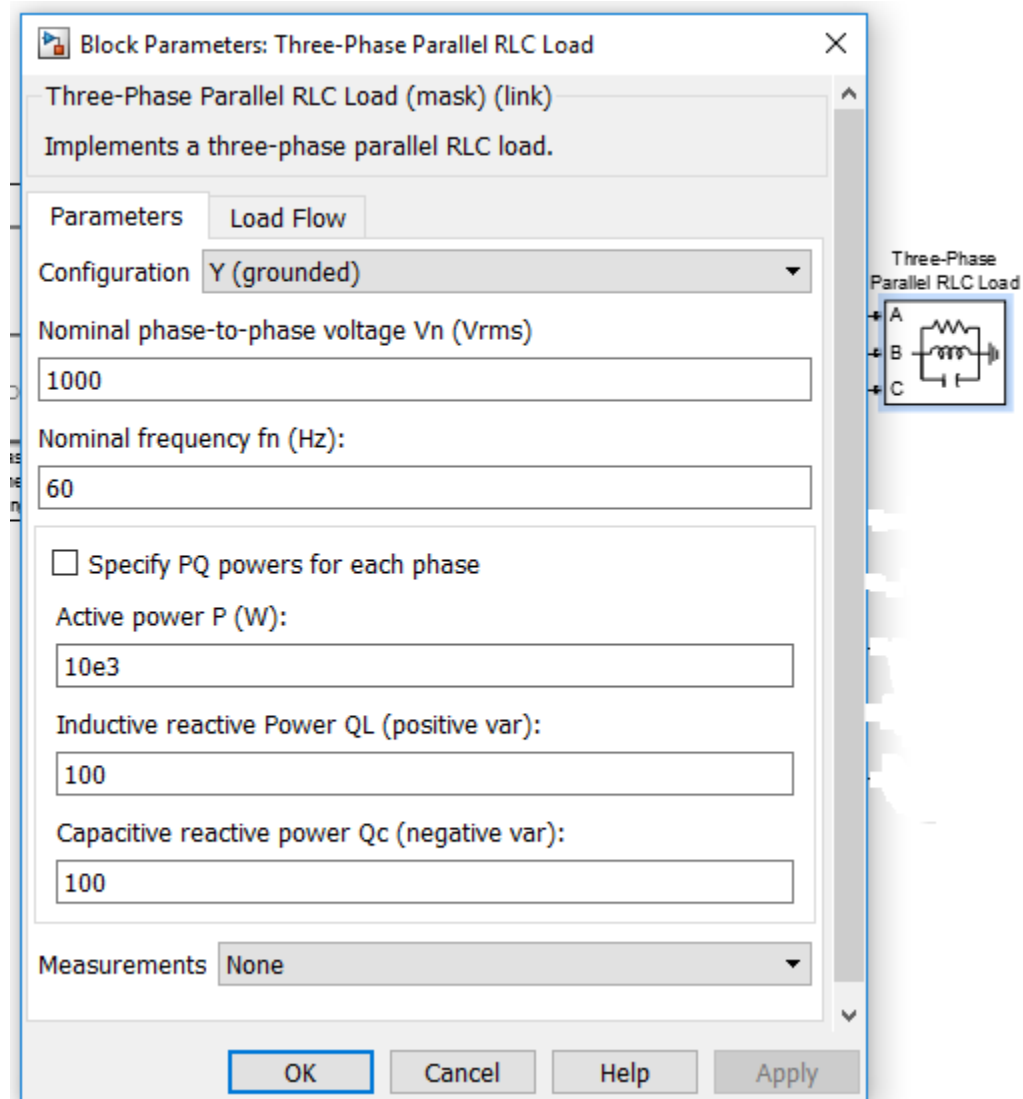 Block Parameters: Three-Phase Parallel RLC Load
Three-Phase Parallel RLC Load (mask) (link)
Implements a three-phase parallel RLC load.
Parameters
Load Flow
Configuration Y (grounded)
Nominal phase-to-phase voltage Vn (Vrms)
1000
Nominal frequency fn (Hz):
60
Specify PQ powers for each phase
Active power P (W):
10e3
Inductive reactive Power QL (positive var):
100
Capacitive reactive power Qc (negative var):
100
Measurements None
OK Cancel Help Apply
Three-Phase
Parallel RLC Load
A
B
C